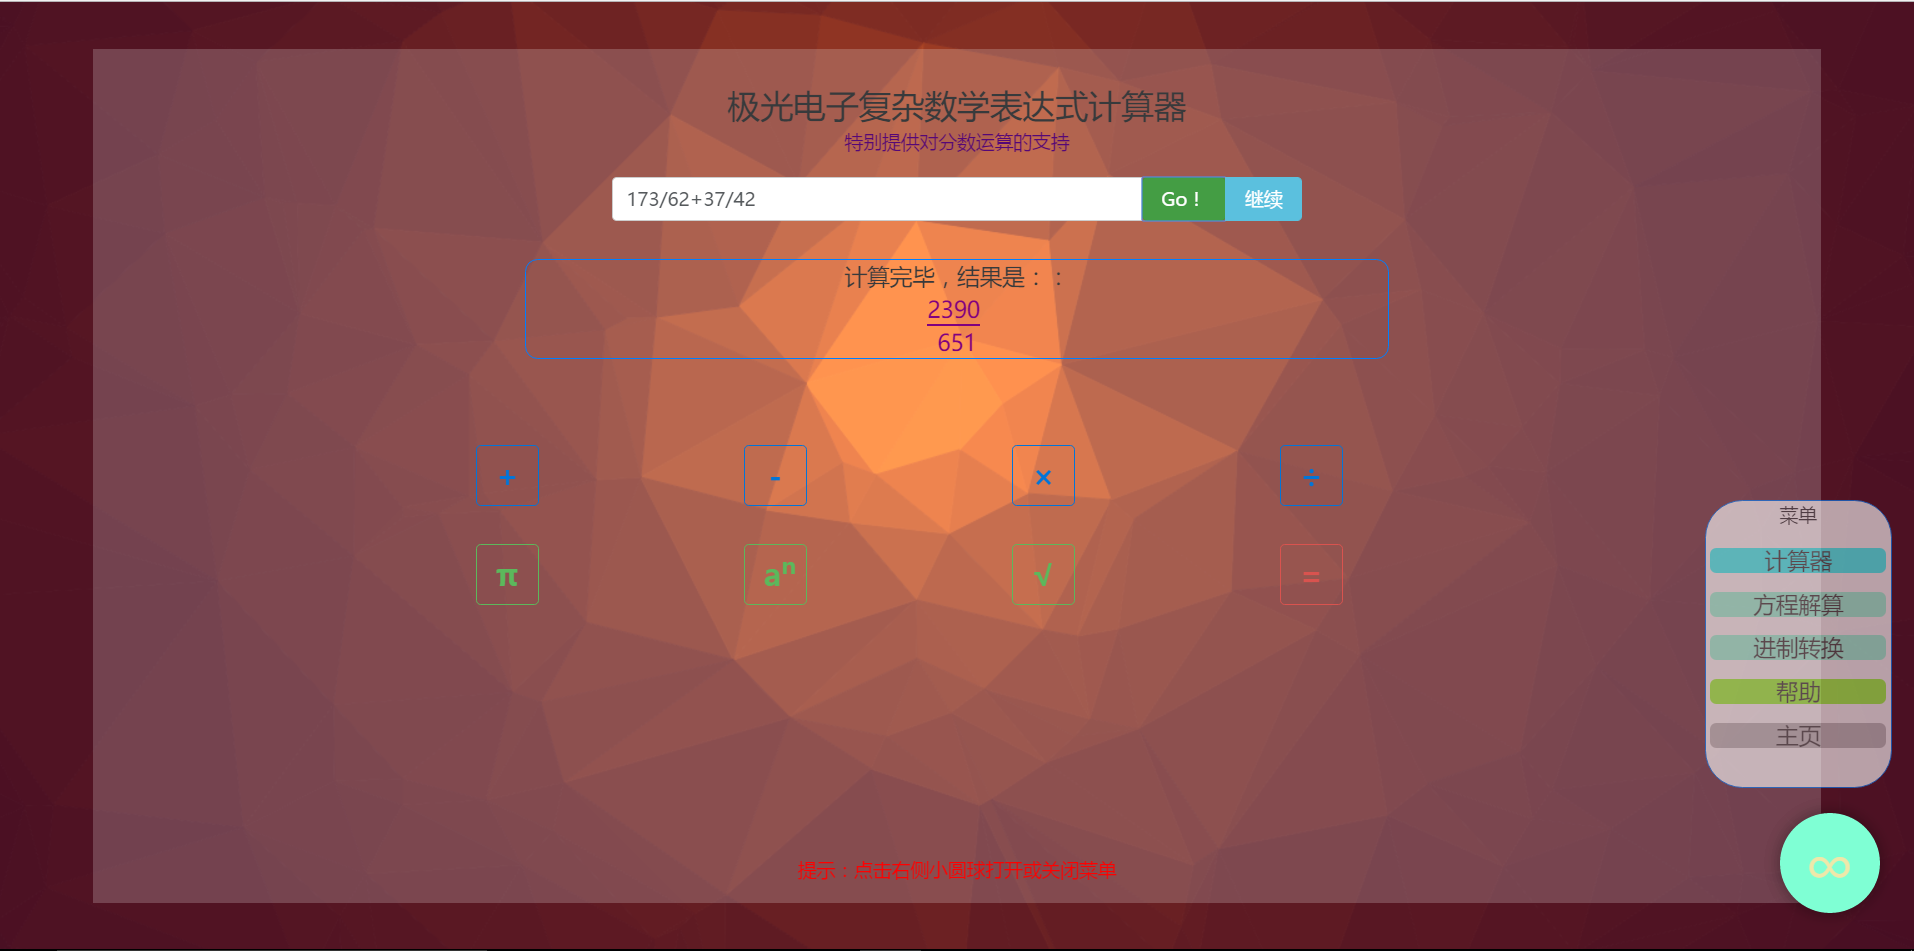 极光电子复杂数学表达式计算器
特别提供对分数运算的支持
173/62+37/42
Go !
继续
计算完毕，结果是：：
2390
651
+
-
×
÷
π
aⁿ
√
=
菜单
计算器
方程解算
进制转换
帮助
主页
∞
提示：点击右侧小圆球打开或关闭菜单